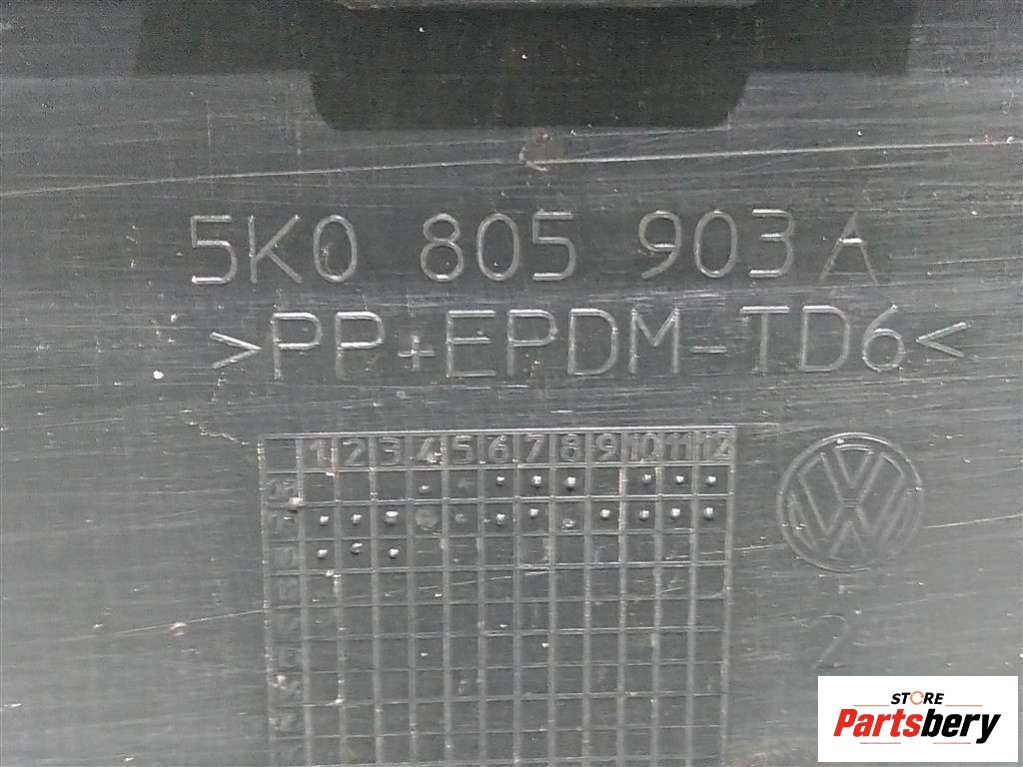 5K0 805 903 A
>PP+EPDM-TD6<
1 2 3 4 5 6 7 8 9 10 11 12
2
STORE
Partsbery